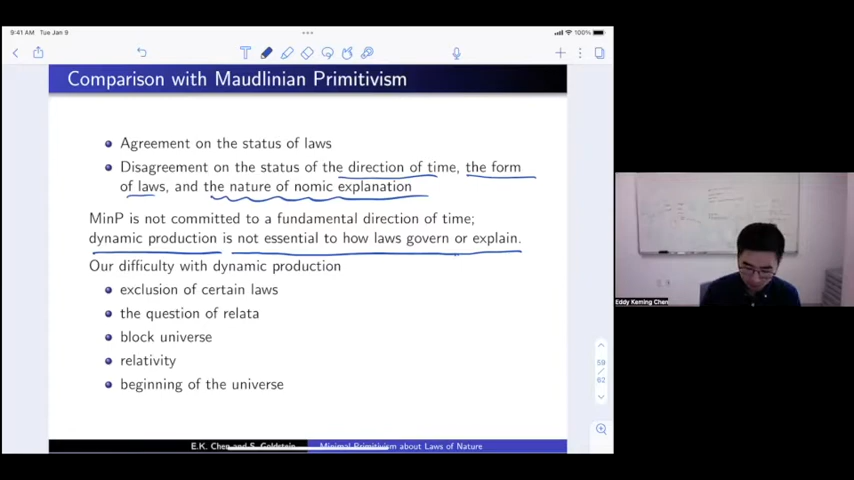 9:41 AM Tue Jan 9
100%
Comparison with Maudlinian Primitivism
Agreement on the status of laws
Disagreement on the status of the direction of time, the form
of laws, and the nature of nomic explanation
MinP is not committed to a fundamental direction of time;
dynamic production is not essential to how laws govern or explain.
Our difficulty with dynamic production
exclusion of certain laws
the question of relata
block universe
relativity
beginning of the universe
59
/
62
E.K. Chen and S. Goldstein
Minimal Primitivism about Laws of Nature
Eddy Keming Chen